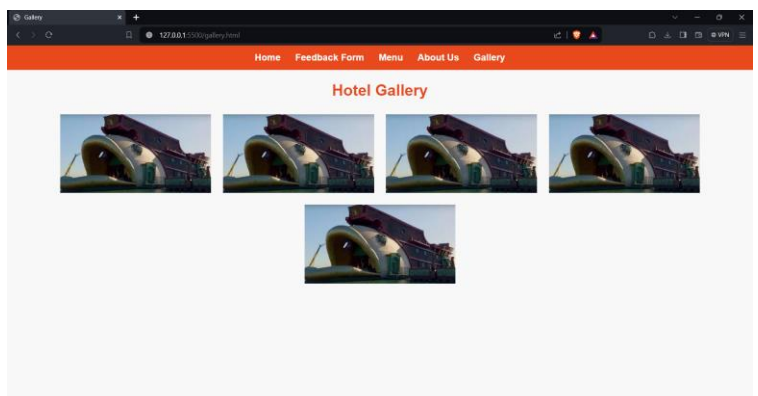 Gallery
127.0.0.1:5500/gallery.html
VPN
Home Feedback Form Menu About Us Gallery
Hotel Gallery